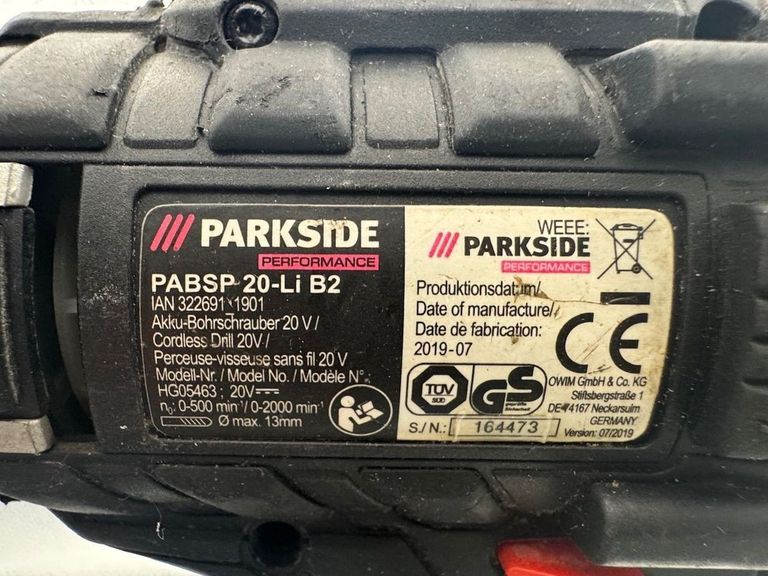 PARKSIDE
PERFORMANCE
PABSP 20-Li B2
IAN 322691 1901
Akku-Bohrschrauber 20 V /
Cordless Drill 20V /
Perceuse-visseuse sans fil 20 V
Modell-Nr. / Model No. / Modèle N°.:
HG05463 ; 20V
n₀: 0-500 min⁻¹/ 0-2000 min⁻¹
Ø max. 13mm
WEEE:
PARKSIDE
PERFORMANCE
Produktionsdatum/
Date of manufacture/
Date de fabrication:
2019-07
CE
TÜV
SÜD
GS
geprüfte
Sicherheit
S./N.: 164473
OWIM GmbH & Co. KG
Stiftsbergstraße 1
DE-74167 Neckarsulm
GERMANY
Version: 07/2019